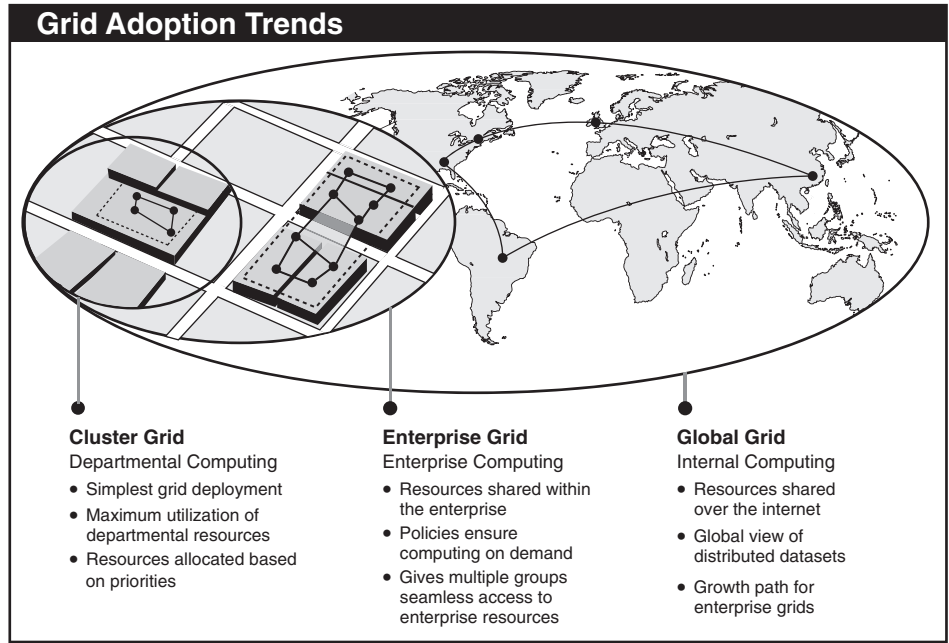 Grid Adoption Trends
Cluster Grid
Departmental Computing
• Simplest grid deployment
• Maximum utilization of
departmental resources
• Resources allocated based
on priorities
Enterprise Grid
Enterprise Computing
• Resources shared within
the enterprise
• Policies ensure
computing on demand
• Gives multiple groups
seamless access to
enterprise resources
Global Grid
Internal Computing
• Resources shared
over the internet
• Global view of
distributed datasets
• Growth path for
enterprise grids